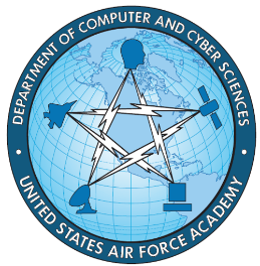 DEPARTMENT OF COMPUTER AND CYBER SCIENCES
UNITED STATES AIR FORCE ACADEMY